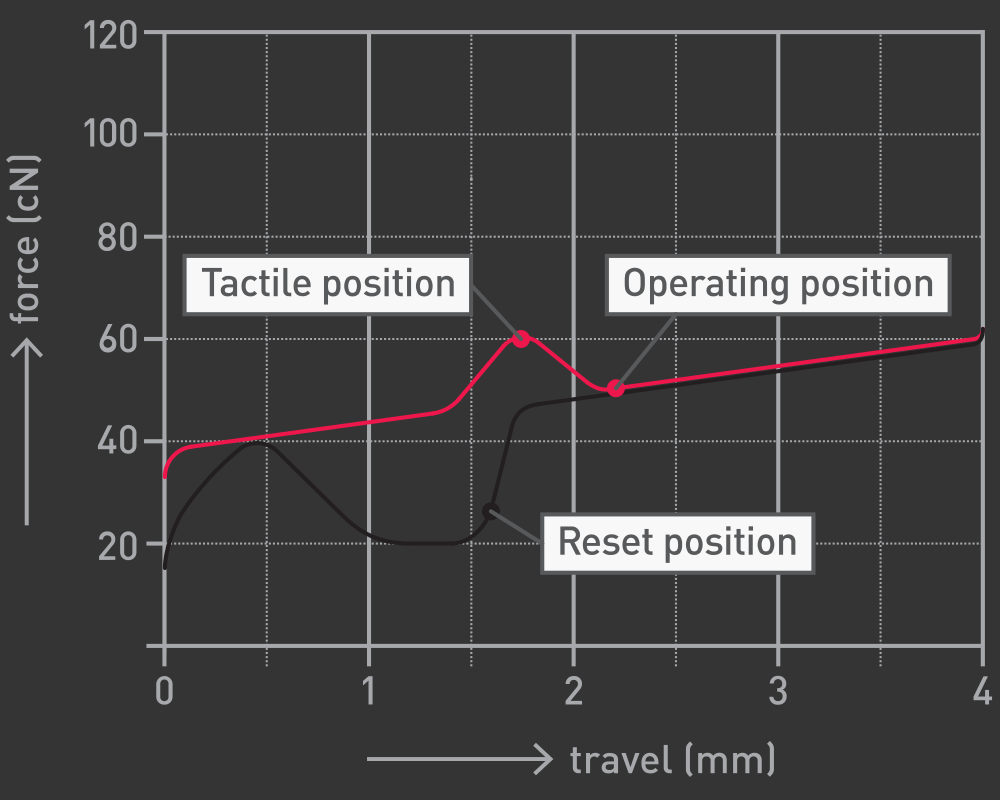 120
100
80
60
40
20
force (cN)
Tactile position
Operating position
Reset position
0 1 2 3 4
travel (mm)